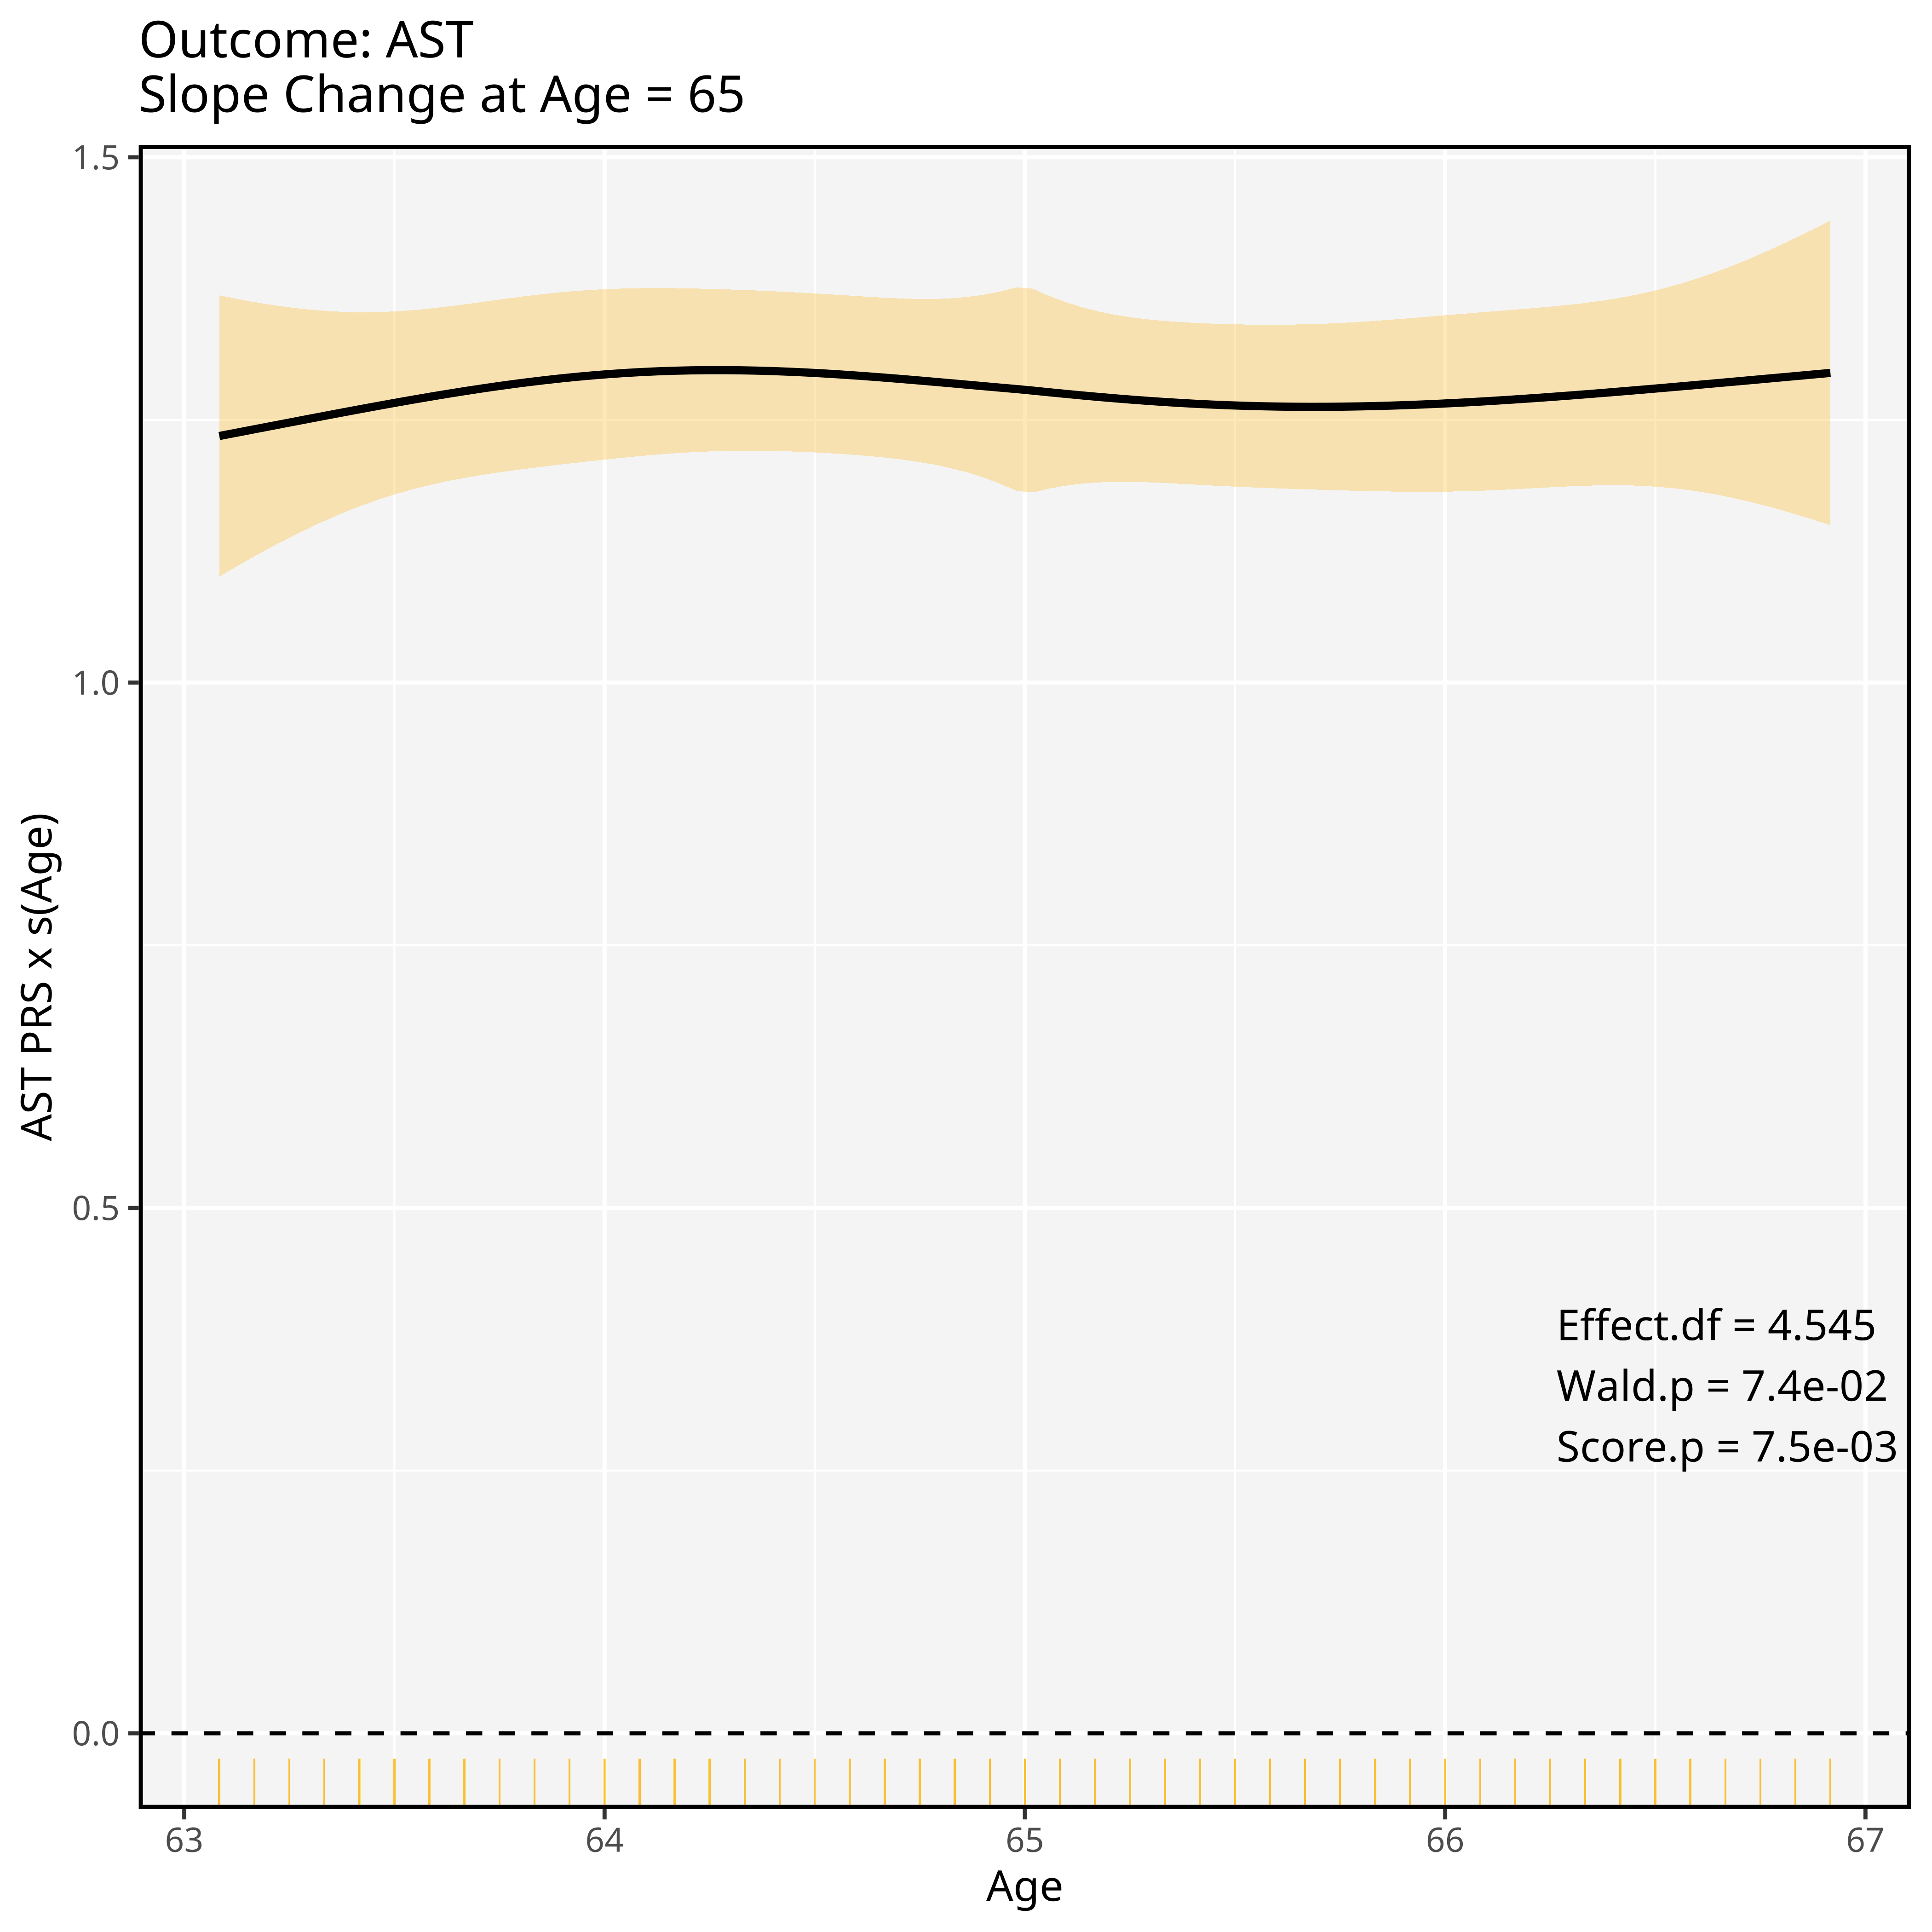 Outcome: AST
Slope Change at Age = 65
1.5
1.0
0.5
0.0
AST PRS x s(Age)
Effect.df = 4.545
Wald.p = 7.4e-02
Score.p = 7.5e-03
63 64 65 66 67
Age